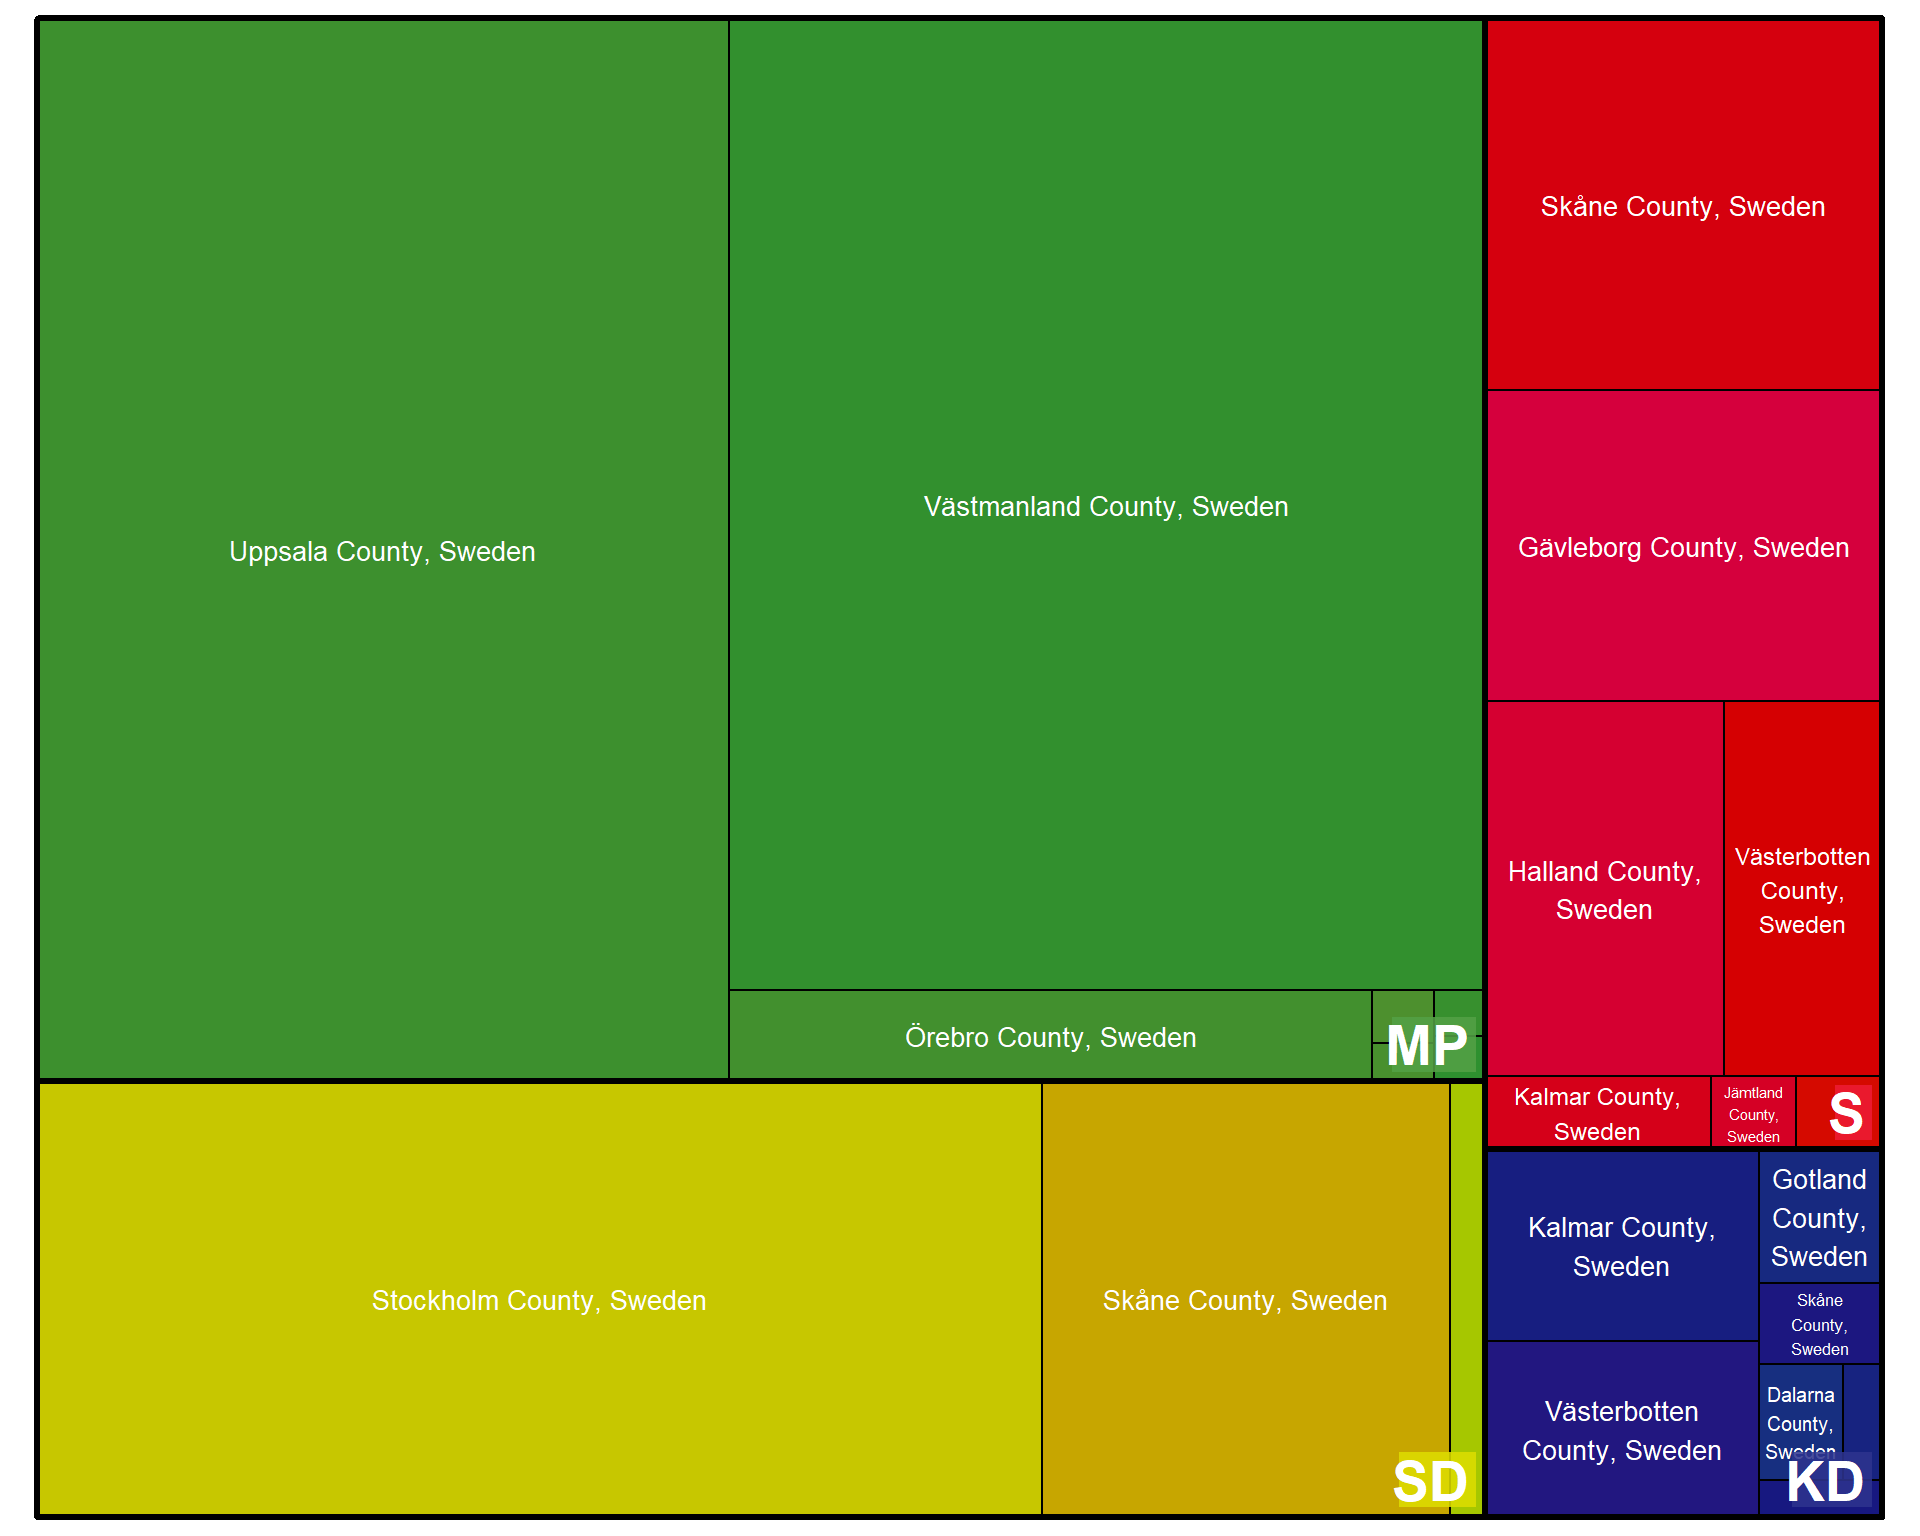 Uppsala County, Sweden
Västmanland County, Sweden
Örebro County, Sweden
MP
Stockholm County, Sweden
Skåne County, Sweden
SD
Skåne County, Sweden
Gävleborg County, Sweden
Halland County,
Sweden
Västerbotten
County,
Sweden
Kalmar County,
Sweden
Jämtland
County,
Sweden
S
Kalmar County,
Sweden
Gotland
County,
Sweden
Skåne
County,
Sweden
Västerbotten
County, Sweden
Dalarna
County,
Sweden
KD